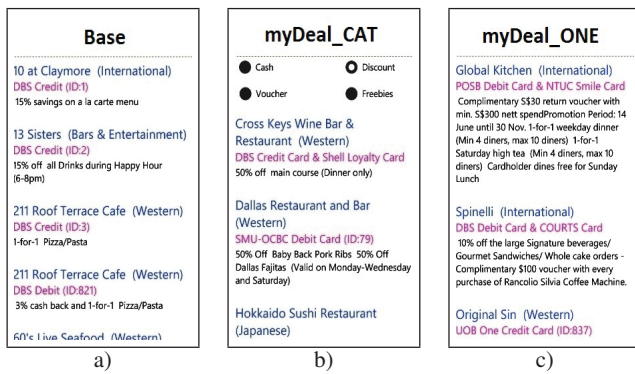 Base
10 at Claymore (International)
DBS Credit (ID:1)
15% savings on a la carte menu
13 Sisters (Bars & Entertainment)
DBS Credit (ID:2)
15% off all Drinks during Happy Hour
(6-8pm)
211 Roof Terrace Cafe (Western)
DBS Credit (ID:3)
1-for-1 Pizza/Pasta
211 Roof Terrace Cafe (Western)
DBS Debit (ID:821)
3% cash back and 1-for-1 Pizza/Pasta
60's Live Seafood (Western)
a)
myDeal_CAT
Cash
Discount
Voucher
Freebies
Cross Keys Wine Bar &
Restaurant (Western)
DBS Credit Card & Shell Loyalty Card
50% off main course (Dinner only)
Dallas Restaurant and Bar
(Western)
SMU-OCBC Debit Card (ID:79)
50% Off Baby Back Pork Ribs 50% Off
Dallas Fajitas (Valid on Monday-Wednesday
and Saturday)
Hokkaido Sushi Restaurant
(Japanese)
b)
myDeal_ONE
Global Kitchen (International)
POSB Debit Card & NTUC Smile Card
Complimentary S$30 return voucher with
min. S$300 nett spendPromotion Period: 14
June until 30 Nov. 1-for-1 weekday dinner
(Min 4 diners, max 10 diners) 1-for-1
Saturday high tea (Min 4 diners, max 10
diners) Cardholder dines free for Sunday
Lunch
Spinelli (International)
DBS Debit Card & COURTS Card
10% off the large Signature beverages/
Gourmet Sandwiches/ Whole cake orders -
Complimentary $100 voucher with every
purchase of Rancolio Silvia Coffee Machine.
Original Sin (Western)
UOB One Credit Card (ID:837)
c)